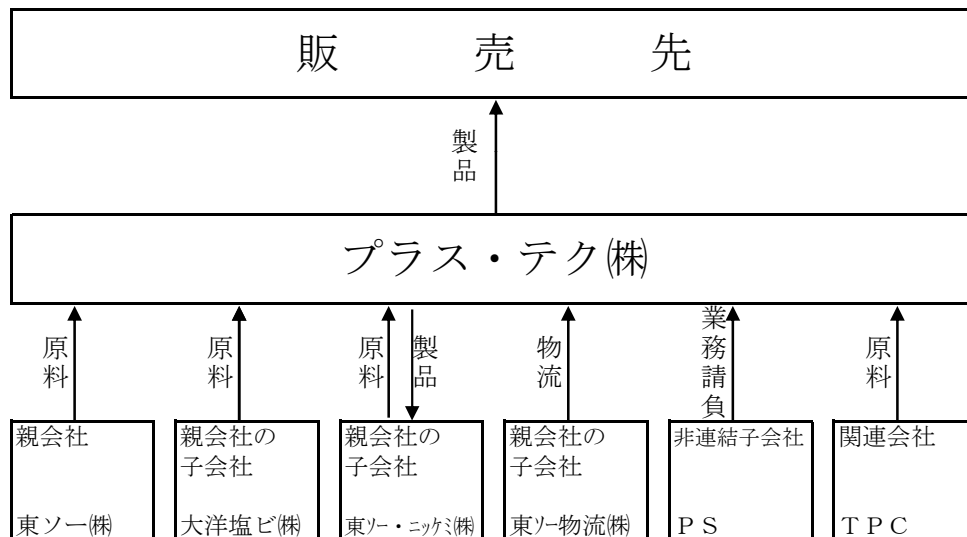 販売先
製品
プラス・テク㈱
原料
原料
原料
製品
物流
業務請負
原料
親会社
東ソー㈱
親会社の
子会社
大洋塩ビ㈱
親会社の
子会社
東ソー・ニッケミ㈱
親会社の
子会社
東ソー物流㈱
非連結子会社
ＰＳ
関連会社
ＴＰＣ